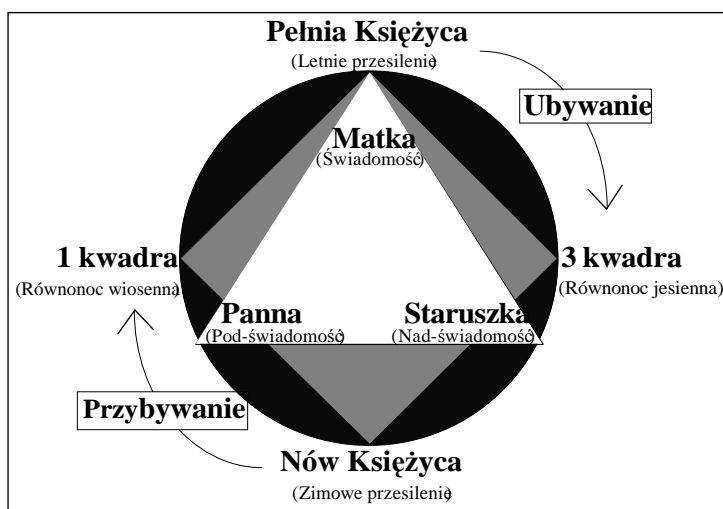 Pełnia Księżyca
(Letnie przesilenie)
Ubywanie
Matka
(Świadomość)
1 kwadra
(Równonoc wiosenna)
3 kwadra
(Równonoc jesienna)
Panna
(Pod-świadomość)
Staruszka
(Nad-świadomość)
Przybywanie
Nów Księżyca
(Zimowe przesilenie)